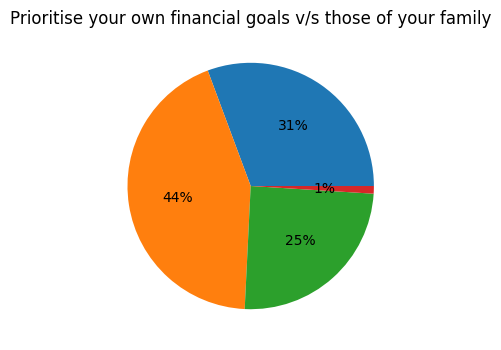 Prioritise your own financial goals v/s those of your family
31%
44%
1%
25%